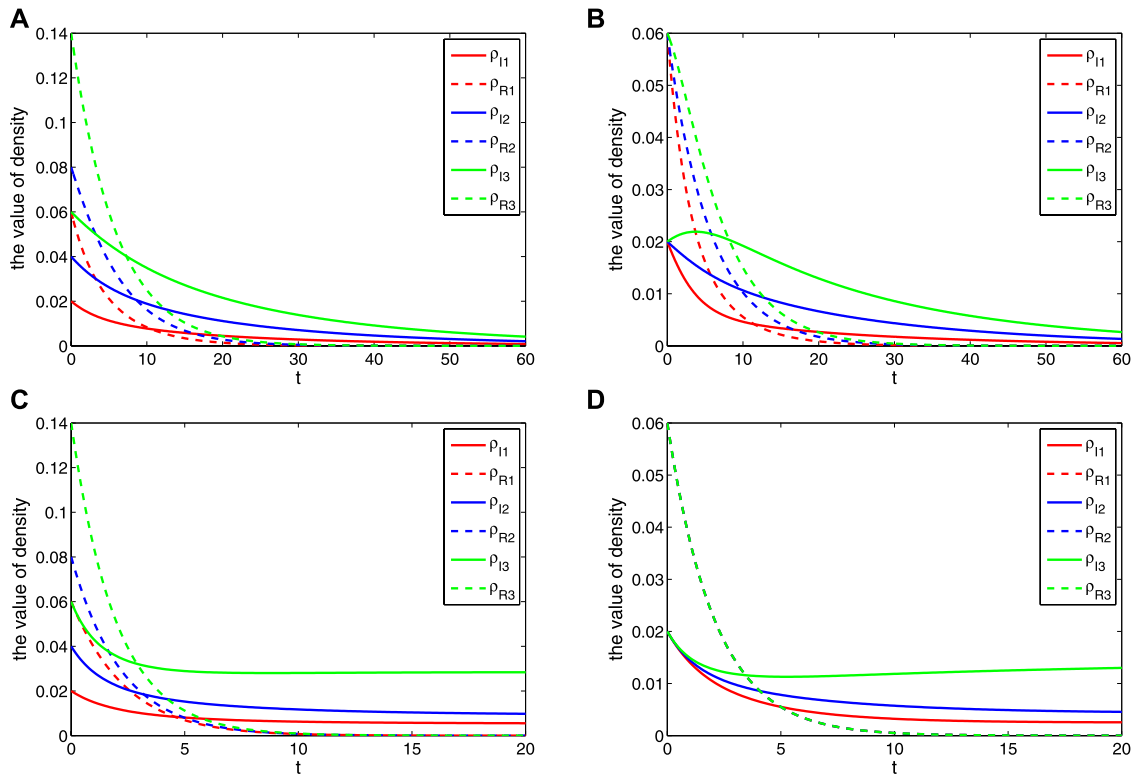 A
the value of density
0.14
0.12
0.1
0.08
0.06
0.04
0.02
0
0 10 20 30 40 50 60
t
ρI1
ρR1
ρI2
ρR2
ρI3
ρR3
B
the value of density
0.06
0.05
0.04
0.03
0.02
0.01
0
0 10 20 30 40 50 60
t
ρI1
ρR1
ρI2
ρR2
ρI3
ρR3
C
the value of density
0.14
0.12
0.1
0.08
0.06
0.04
0.02
0
0 5 10 15 20
t
ρI1
ρR1
ρI2
ρR2
ρI3
ρR3
D
the value of density
0.06
0.05
0.04
0.03
0.02
0.01
0
0 5 10 15 20
t
ρI1
ρR1
ρI2
ρR2
ρI3
ρR3